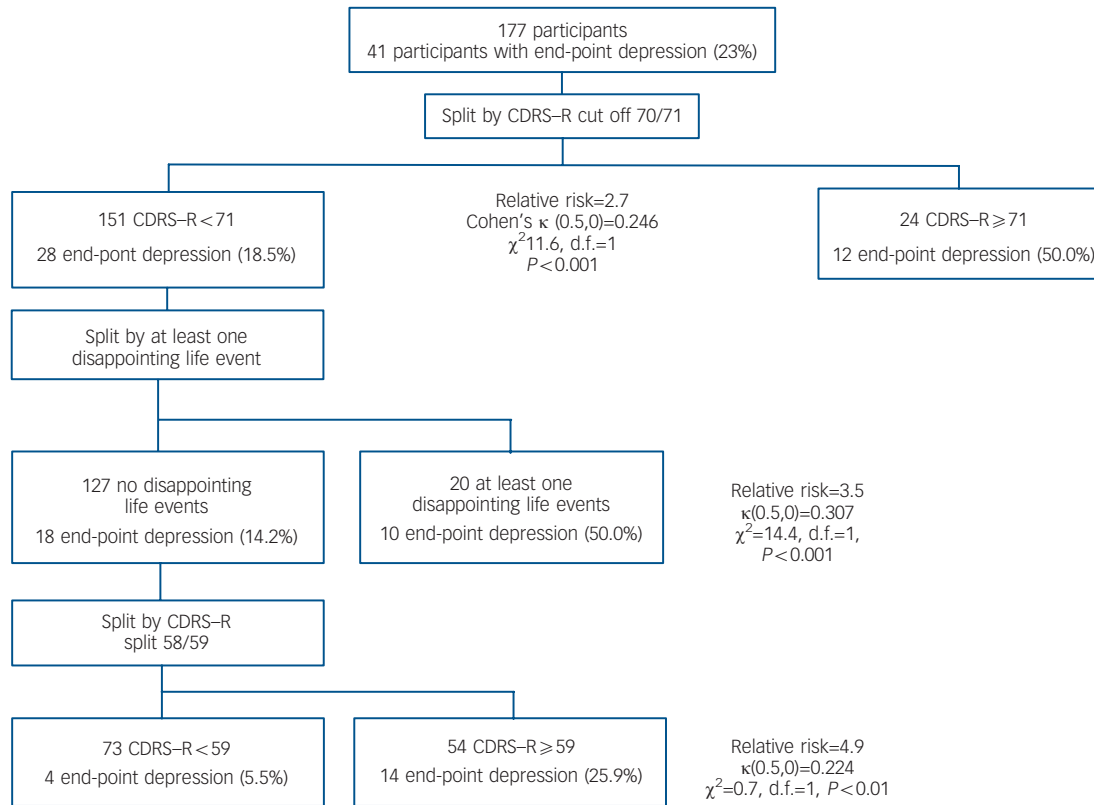 177 participants
41 participants with end-point depression (23%)
Split by CDRS–R cut off 70/71
151 CDRS–R<71
28 end-pont depression (18.5%)
Relative risk=2.7
Cohen's κ (0.5,0)=0.246
χ²11.6, d.f.=1
P<0.001
24 CDRS–R⩾71
12 end-point depression (50.0%)
Split by at least one
disappointing life event
127 no disappointing
life events
18 end-point depression (14.2%)
20 at least one
disappointing life events
10 end-point depression (50.0%)
Relative risk=3.5
κ(0.5,0)=0.307
χ²=14.4, d.f.=1,
P<0.001
Split by CDRS–R
split 58/59
73 CDRS–R<59
4 end-point depression (5.5%)
54 CDRS–R⩾59
14 end-point depression (25.9%)
Relative risk=4.9
κ(0.5,0)=0.224
χ²=0.7, d.f.=1, P<0.01